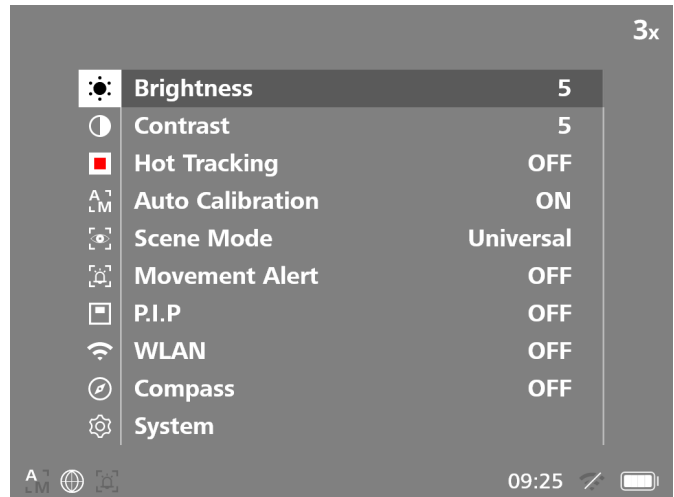 3x
Brightness 5
Contrast 5
Hot Tracking OFF
A M Auto Calibration ON
Scene Mode Universal
Movement Alert OFF
P.I.P OFF
WLAN OFF
Compass OFF
System
A M 09:25